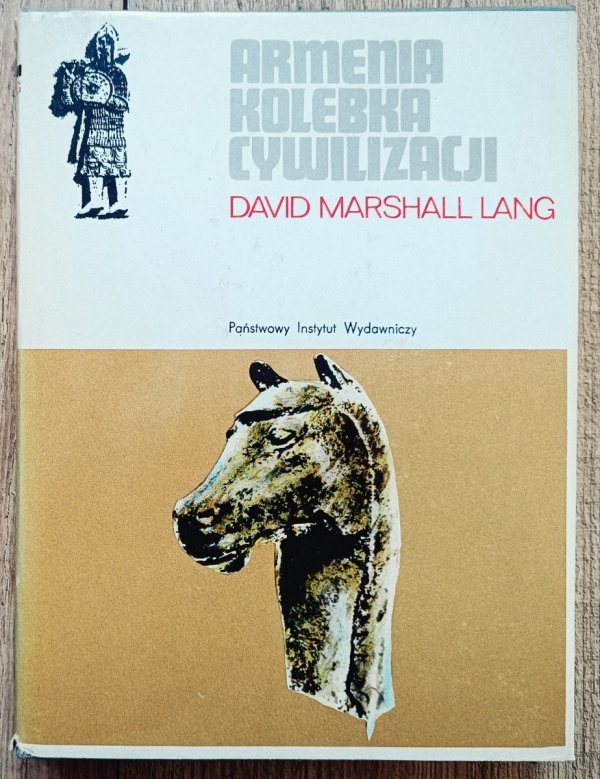 ARMENIA
KOLEBKA
CYWILIZACJI
DAVID MARSHALL LANG
Państwowy Instytut Wydawniczy